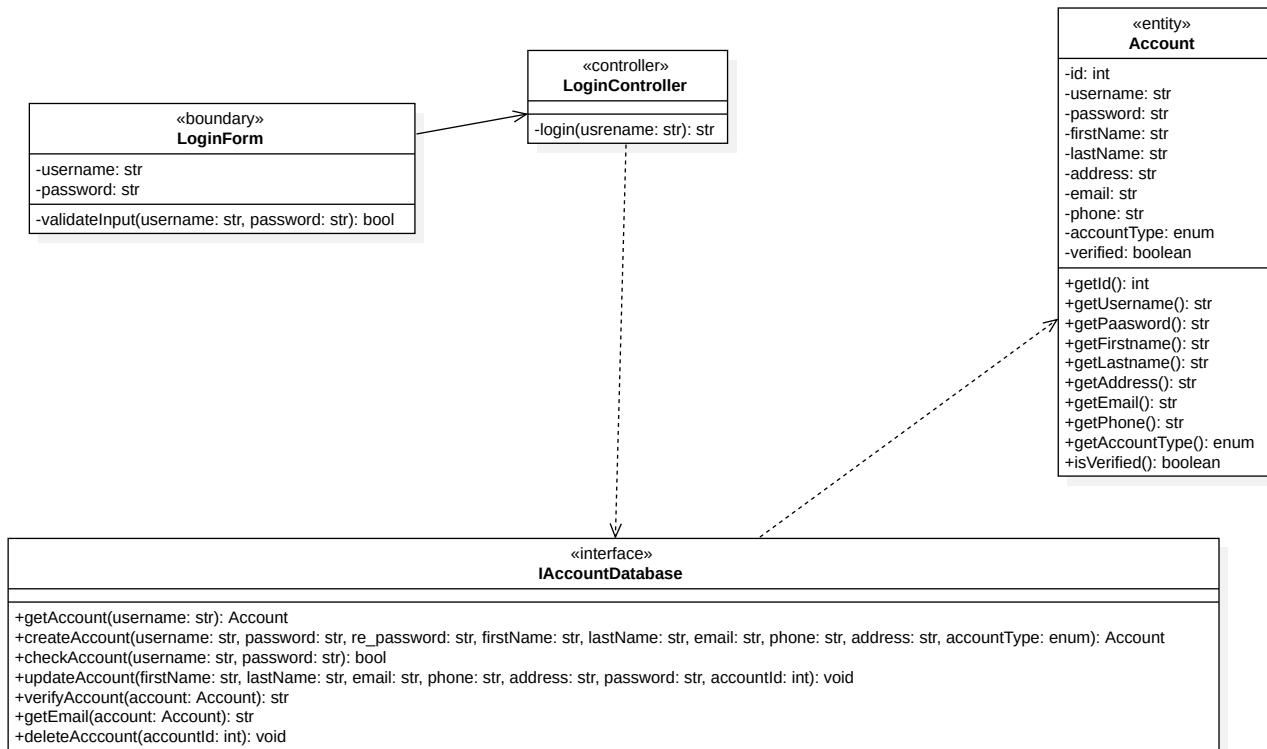 «entity»
Account
-id: int
-username: str
-password: str
-firstName: str
-lastName: str
-address: str
-email: str
-phone: str
-accountType: enum
-verified: boolean
+getId(): int
+getUsername(): str
+getPaasword(): str
+getFirstname(): str
+getLastname(): str
+getAddress(): str
+getEmail(): str
+getPhone(): str
+getAccountType(): enum
+isVerified(): boolean
«controller»
LoginController
-login(usrename: str): str
«boundary»
LoginForm
-username: str
-password: str
-validateInput(username: str, password: str): bool
«interface»
IAccountDatabase
+getAccount(username: str): Account
+createAccount(username: str, password: str, re_password: str, firstName: str, lastName: str, email: str, phone: str, address: str, accountType: enum): Account
+checkAccount(username: str, password: str): bool
+updateAccount(firstName: str, lastName: str, email: str, phone: str, address: str, password: str, accountId: int): void
+verifyAccount(account: Account): str
+getEmail(account: Account): str
+deleteAcccount(accountId: int): void